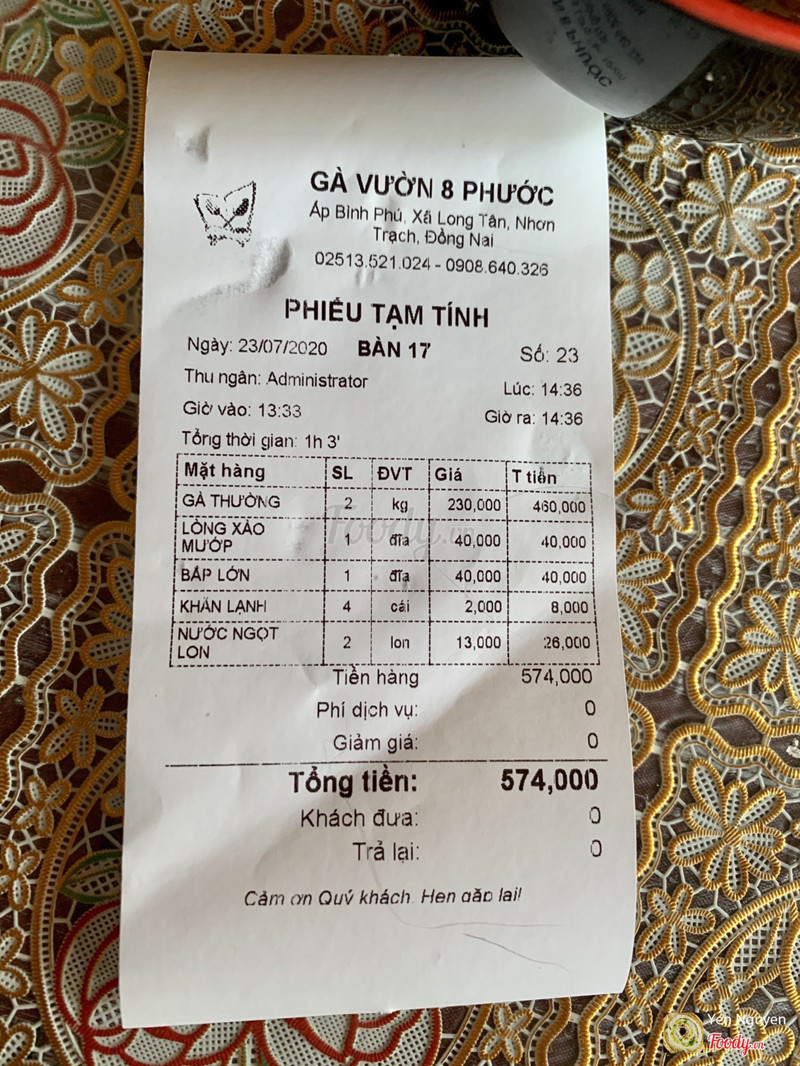 GÀ VƯỜN 8 PHƯỚC
Ấp Bình Phú, Xã Long Tân, Nhơn
Trạch, Đồng Nai
02513.521.024 - 0908.640.326
PHIẾU TẠM TÍNH
Ngày: 23/07/2020 BÀN 17 Số: 23
Thu ngân: Administrator Lúc: 14:36
Giờ vào: 13:33 Giờ ra: 14:36
Tổng thời gian: 1h 3'
Mặt hàng SL ĐVT Giá T tiền
GÀ THƯỜNG 2 kg 230,000 460,000
LÒNG XÀO
MƯỚP 1 đĩa 40,000 40,000
BẮP LỚN 1 đĩa 40,000 40,000
KHĂN LẠNH 4 cái 2,000 8,000
NƯỚC NGỌT
LON 2 lon 13,000 26,000
Tiền hàng 574,000
Phí dịch vụ: 0
Giảm giá: 0
Tổng tiền: 574,000
Khách đưa: 0
Trả lại: 0
Cảm ơn Quý khách. Hẹn gặp lại!
Foody.vn
Yến Nguyen
Foody.vn